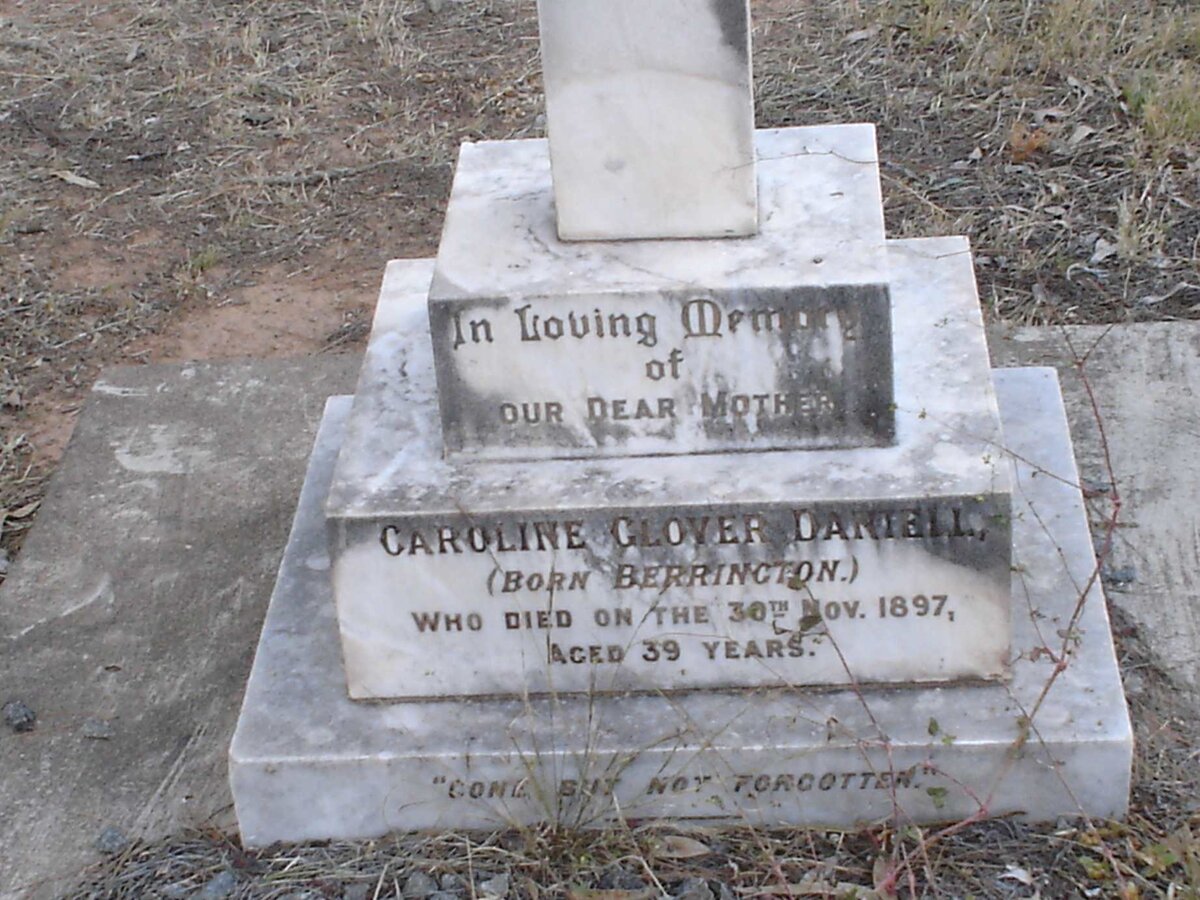 In Loving Memory
of
OUR DEAR MOTHER
CAROLINE GLOVER DANIELL,
(BORN BERRINGTON.)
WHO DIED ON THE 30TH NOV. 1897,
AGED 39 YEARS.
"GONE BUT NOT FORGOTTEN."